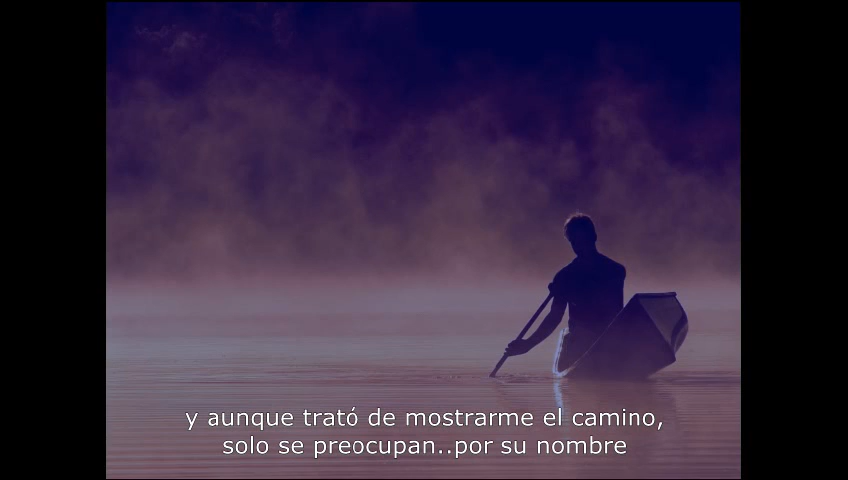 y aunque trató de mostrarme el camino,
solo se preocupan..por su nombre